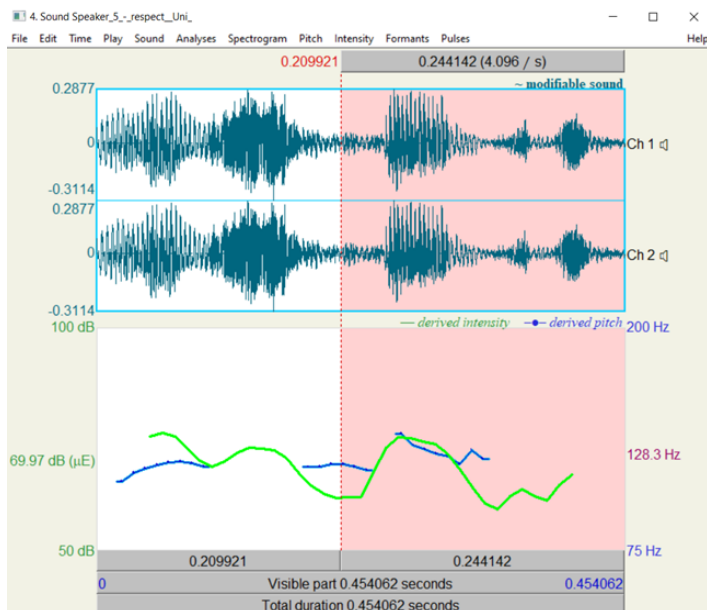 4. Sound Speaker_5_-_respect__Uni_
File Edit Time Play Sound Analyses Spectrogram Pitch Intensity Formants Pulses Help
0.209921 0.244142 (4.096 / s)
~ modifiable sound
0.2877
0 Ch 1
-0.3114
0.2877
0 Ch 2
-0.3114
derived intensity derived pitch
100 dB 200 Hz
69.97 dB (µE) 128.3 Hz
50 dB 75 Hz
0.209921 0.244142
0 Visible part 0.454062 seconds 0.454062
Total duration 0.454062 seconds